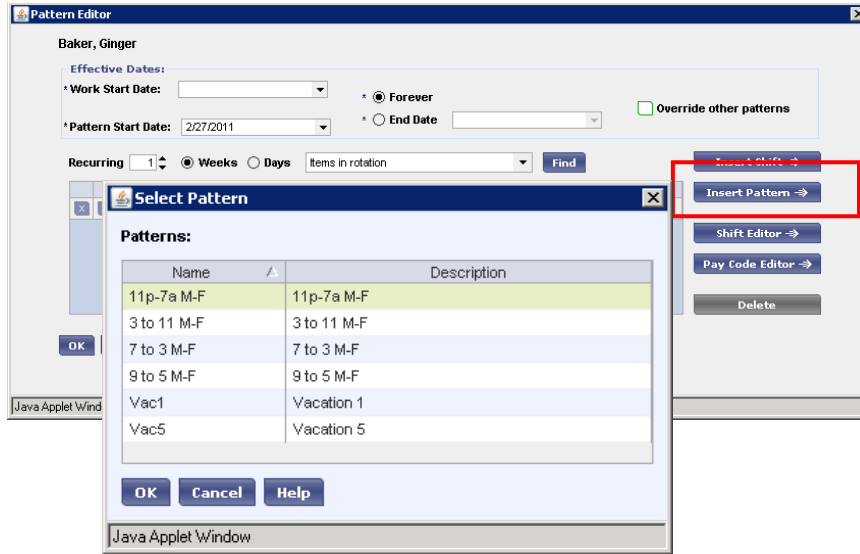 Pattern Editor
Baker, Ginger
Effective Dates:
* Work Start Date:
* Forever
* End Date
Override other patterns
* Pattern Start Date: 2/27/2011
Recurring 1 Weeks Days Items in rotation Find
Insert Shift
Insert Pattern
Shift Editor
Pay Code Editor
Delete
OK
Java Applet Wind
Select Pattern
Patterns:
Name Description
11p-7a M-F 11p-7a M-F
3 to 11 M-F 3 to 11 M-F
7 to 3 M-F 7 to 3 M-F
9 to 5 M-F 9 to 5 M-F
Vac1 Vacation 1
Vac5 Vacation 5
OK Cancel Help
Java Applet Window